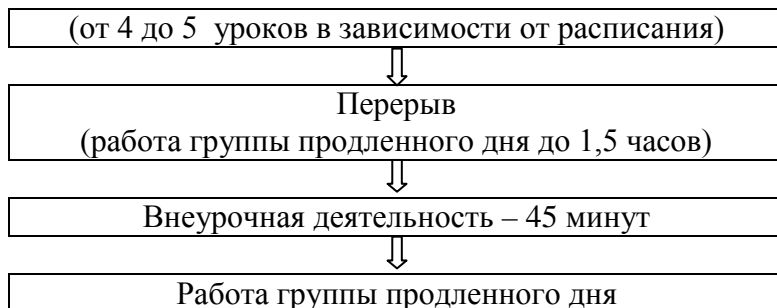 (от 4 до 5 уроков в зависимости от расписания)
Перерыв
(работа группы продленного дня до 1,5 часов)
Внеурочная деятельность – 45 минут
Работа группы продленного дня